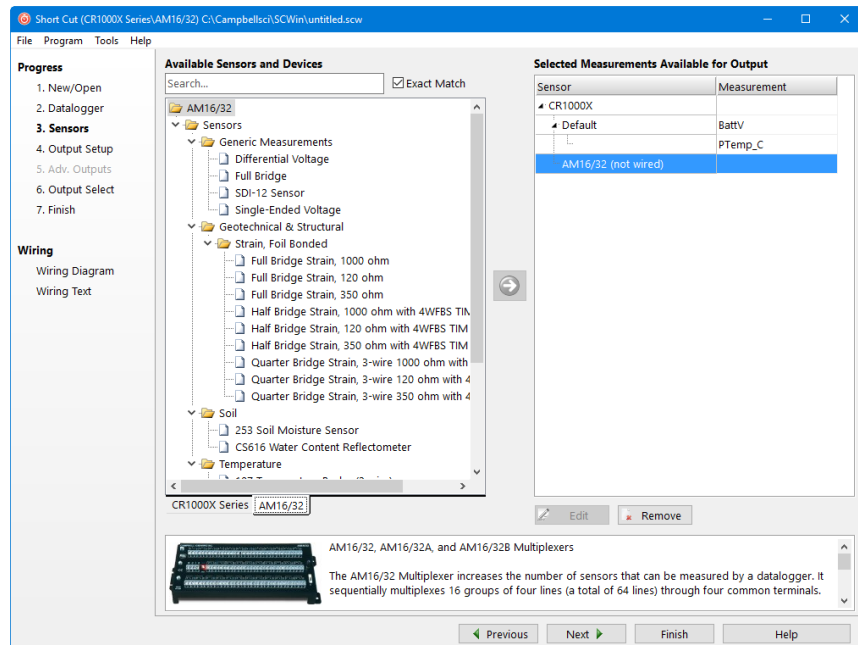 Short Cut (CR1000X Series\AM16/32) C:\Campbellsci\SCWin\untitled.scw
File Program Tools Help
Progress
1. New/Open
2. Datalogger
3. Sensors
4. Output Setup
5. Adv. Outputs
6. Output Select
7. Finish
Wiring
Wiring Diagram
Wiring Text
Available Sensors and Devices
Search...
Exact Match
AM16/32
Sensors
Generic Measurements
Differential Voltage
Full Bridge
SDI-12 Sensor
Single-Ended Voltage
Geotechnical & Structural
Strain, Foil Bonded
Full Bridge Strain, 1000 ohm
Full Bridge Strain, 120 ohm
Full Bridge Strain, 350 ohm
Half Bridge Strain, 1000 ohm with 4WFBS TIM
Half Bridge Strain, 120 ohm with 4WFBS TIM
Half Bridge Strain, 350 ohm with 4WFBS TIM
Quarter Bridge Strain, 3-wire 1000 ohm with
Quarter Bridge Strain, 3-wire 120 ohm with 4
Quarter Bridge Strain, 3-wire 350 ohm with 4
Soil
253 Soil Moisture Sensor
CS616 Water Content Reflectometer
Temperature
CR1000X Series AM16/32
Selected Measurements Available for Output
Sensor Measurement
CR1000X
Default BattV
PTemp_C
AM16/32 (not wired)
Edit Remove
AM16/32, AM16/32A, and AM16/32B Multiplexers
The AM16/32 Multiplexer increases the number of sensors that can be measured by a datalogger. It
sequentially multiplexes 16 groups of four lines (a total of 64 lines) through four common terminals.
Previous Next Finish Help